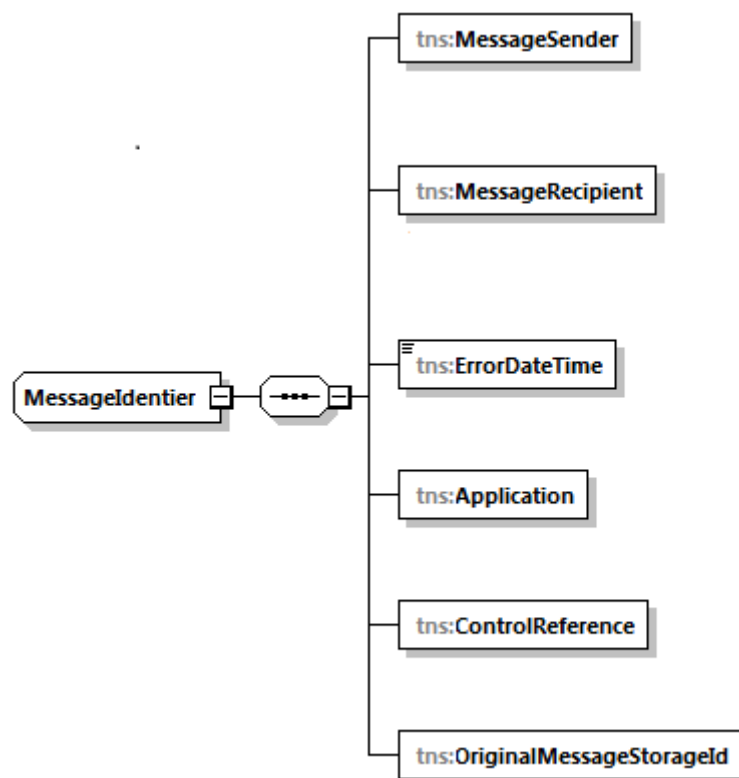 tns:MessageSender
tns:MessageRecipient
tns:ErrorDateTime
MessageIdentier
tns:Application
tns:ControlReference
tns:OriginalMessageStorageId